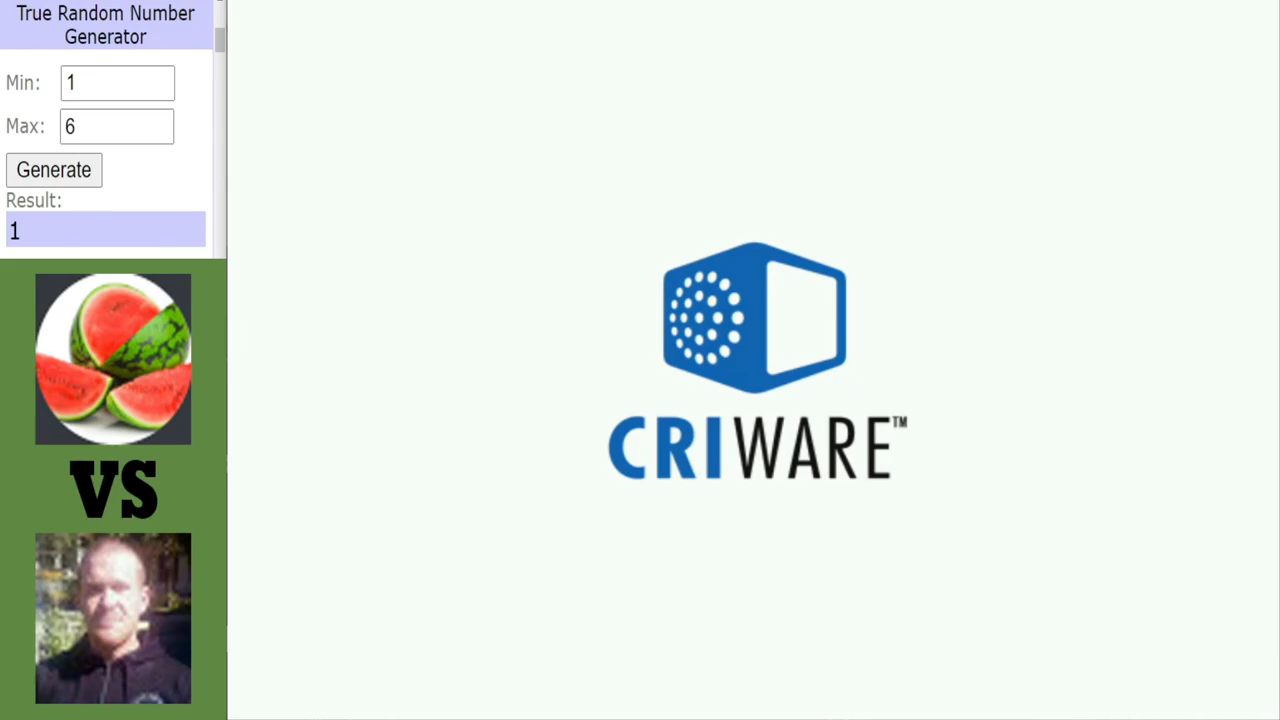 True Random Number
Generator
Min: 1
Max: 6
Generate
Result:
1
VS
CRIWARE™